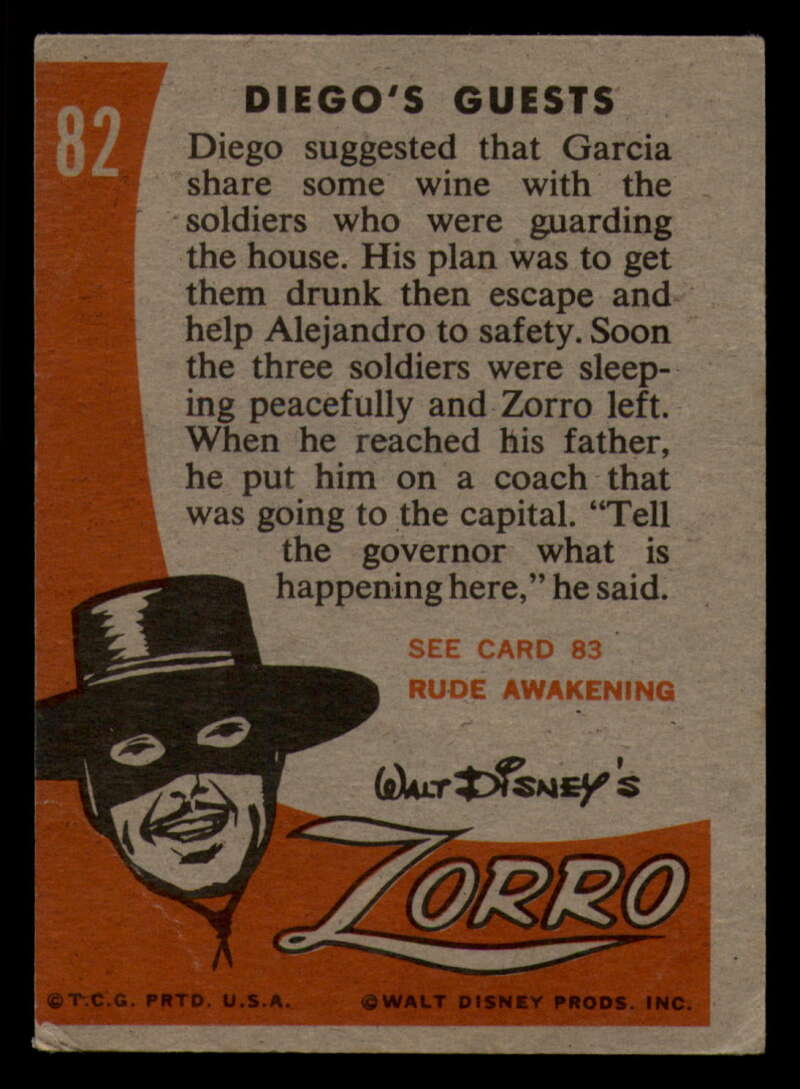 82
DIEGO'S GUESTS
Diego suggested that Garcia
share some wine with the
soldiers who were guarding
the house. His plan was to get
them drunk then escape and
help Alejandro to safety. Soon
the three soldiers were sleep-
ing peacefully and Zorro left.
When he reached his father,
he put him on a coach that
was going to the capital. “Tell
the governor what is
happening here,” he said.
SEE CARD 83
RUDE AWAKENING
WALT DISNEY'S
ZORRO
© T.C.G. PRTD. U.S.A.
© WALT DISNEY PRODS. INC.